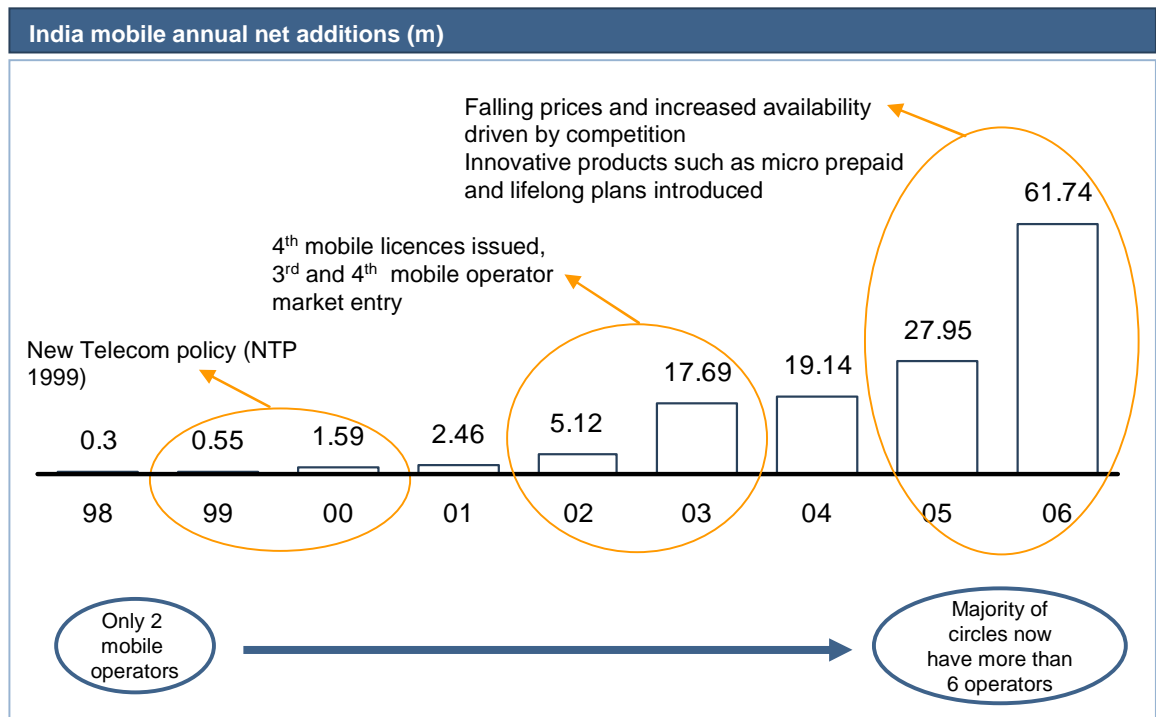 India mobile annual net additions (m)
Falling prices and increased availability
driven by competition
Innovative products such as micro prepaid
and lifelong plans introduced
61.74
4th mobile licences issued,
3rd and 4th mobile operator
market entry
27.95
New Telecom policy (NTP
1999)
17.69
19.14
0.3
0.55
1.59
2.46
5.12
98
99
00
01
02
03
04
05
06
Only 2
mobile
operators
Majority of
circles now
have more than
6 operators